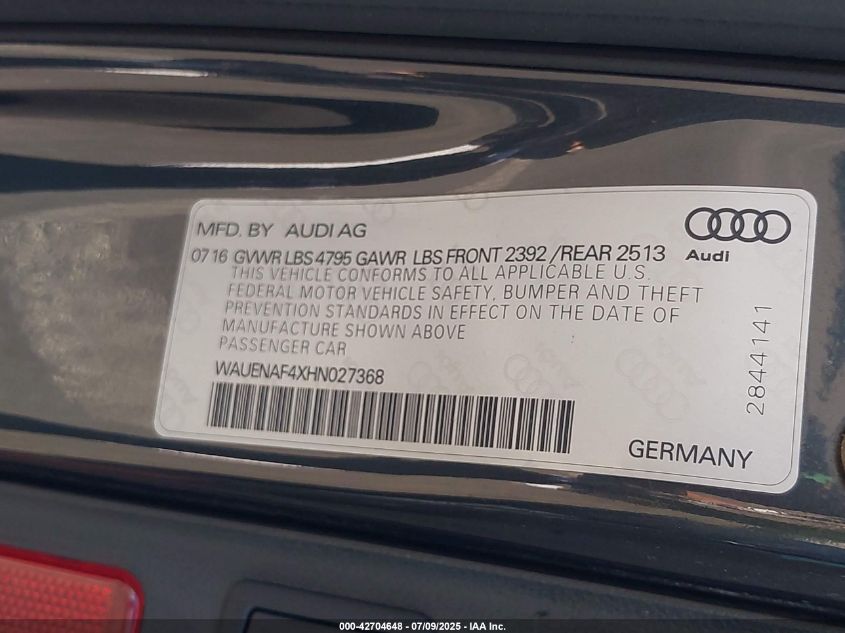 MFD. BY AUDI AG
07 16 GVWR LBS 4795 GAWR LBS FRONT 2392 /REAR 2513
Audi
THIS VEHICLE CONFORMS TO ALL APPLICABLE U.S.
FEDERAL MOTOR VEHICLE SAFETY, BUMPER AND THEFT
PREVENTION STANDARDS IN EFFECT ON THE DATE OF
MANUFACTURE SHOWN ABOVE
PASSENGER CAR
WAUENAF4XHN027368
2844141
GERMANY
000-42704648 - 07/09/2025 - IAA Inc.